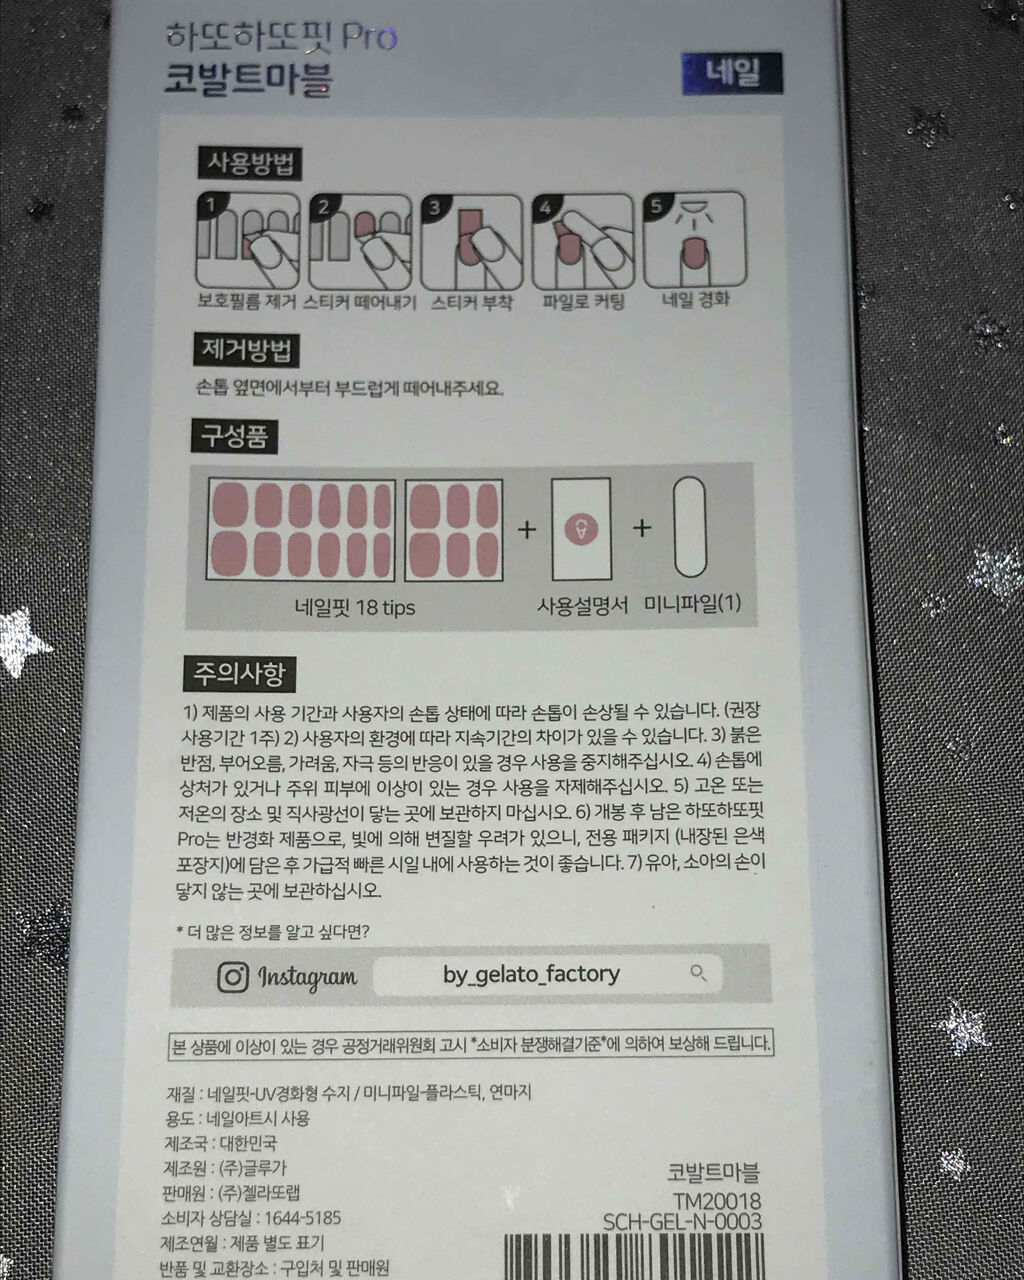 하또하또핏 Pro
코발트마블
네일
사용방법
1 2 3 4 5
보호필름 제거 스티커 떼어내기 스티커 부착 파일로 커팅 네일 경화
제거방법
손톱 옆면에서부터 부드럽게 떼어내주세요.
구성품
+ +
네일핏 18 tips 사용설명서 미니파일(1)
주의사항
1) 제품의 사용 기간과 사용자의 손톱 상태에 따라 손톱이 손상될 수 있습니다. (권장
사용기간 1주) 2) 사용자의 환경에 따라 지속기간의 차이가 있을 수 있습니다. 3) 붉은
반점, 부어오름, 가려움, 자극 등의 반응이 있을 경우 사용을 중지해주십시오. 4) 손톱에
상처가 있거나 주위 피부에 이상이 있는 경우 사용을 자제해주십시오. 5) 고온 또는
저온의 장소 및 직사광선이 닿는 곳에 보관하지 마십시오. 6) 개봉 후 남은 하또하또핏
Pro는 반경화 제품으로, 빛에 의해 변질할 우려가 있으니, 전용 패키지 (내장된 은색
포장지)에 담은 후 가급적 빠른 시일 내에 사용하는 것이 좋습니다. 7) 유아, 소아의 손이
닿지 않는 곳에 보관하십시오.
* 더 많은 정보를 알고 싶다면?
Instagram by_gelato_factory
본 상품에 이상이 있는 경우 공정거래위원회 고시 *소비자 분쟁해결기준*에 의하여 보상해 드립니다.
재질 : 네일핏-UV경화형 수지 / 미니파일-플라스틱, 연마지
용도 : 네일아트시 사용
제조국 : 대한민국
제조원 : (주)글루가
판매원 : (주)젤라또랩
소비자 상담실 : 1644-5185
제조연월 : 제품 별도 표기
반품 및 교환장소 : 구입처 및 판매원
코발트마블
TM20018
SCH-GEL-N-0003